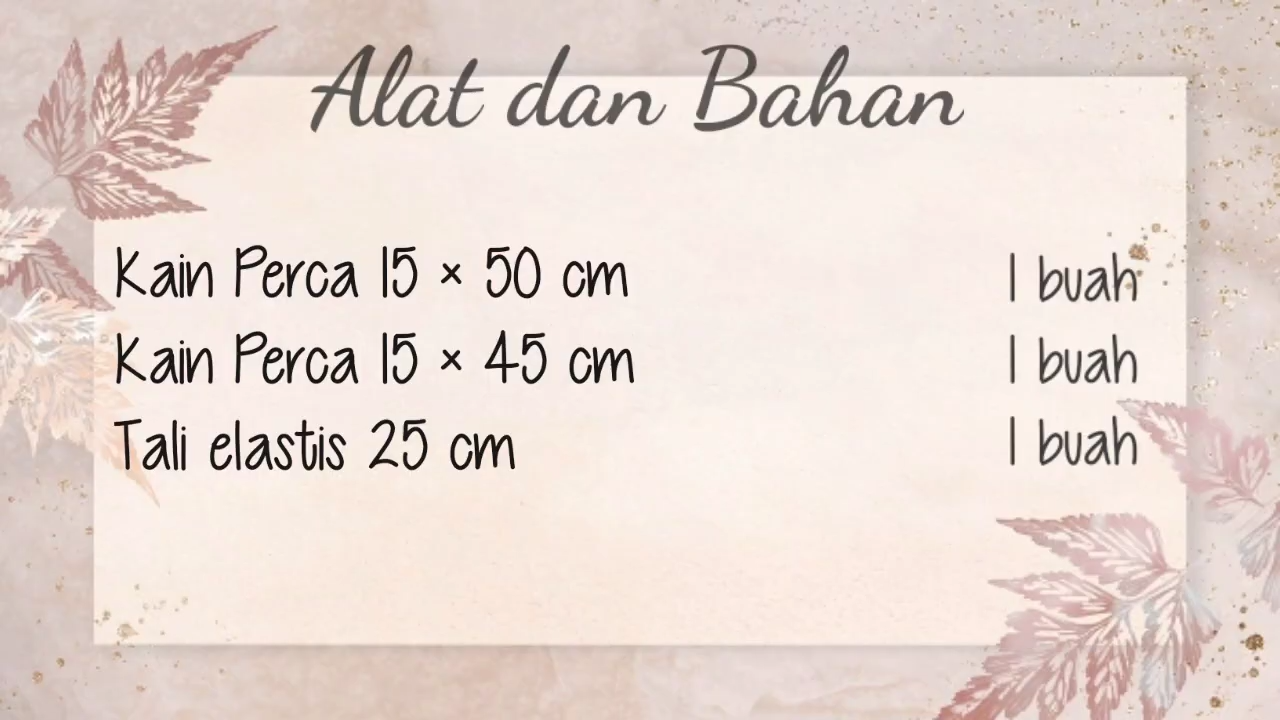 Alat dan Bahan
Kain Perca 15 × 50 cm 1 buah
Kain Perca 15 × 45 cm 1 buah
Tali elastis 25 cm 1 buah